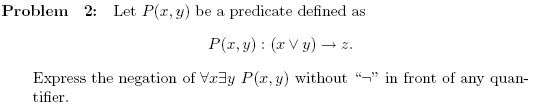 Problem 2: Let P(x, y) be a predicate defined as
P(x, y) : (x ∨ y) → z.
Express the negation of ∀x∃y P(x, y) without “¬” in front of any quan-
tifier.